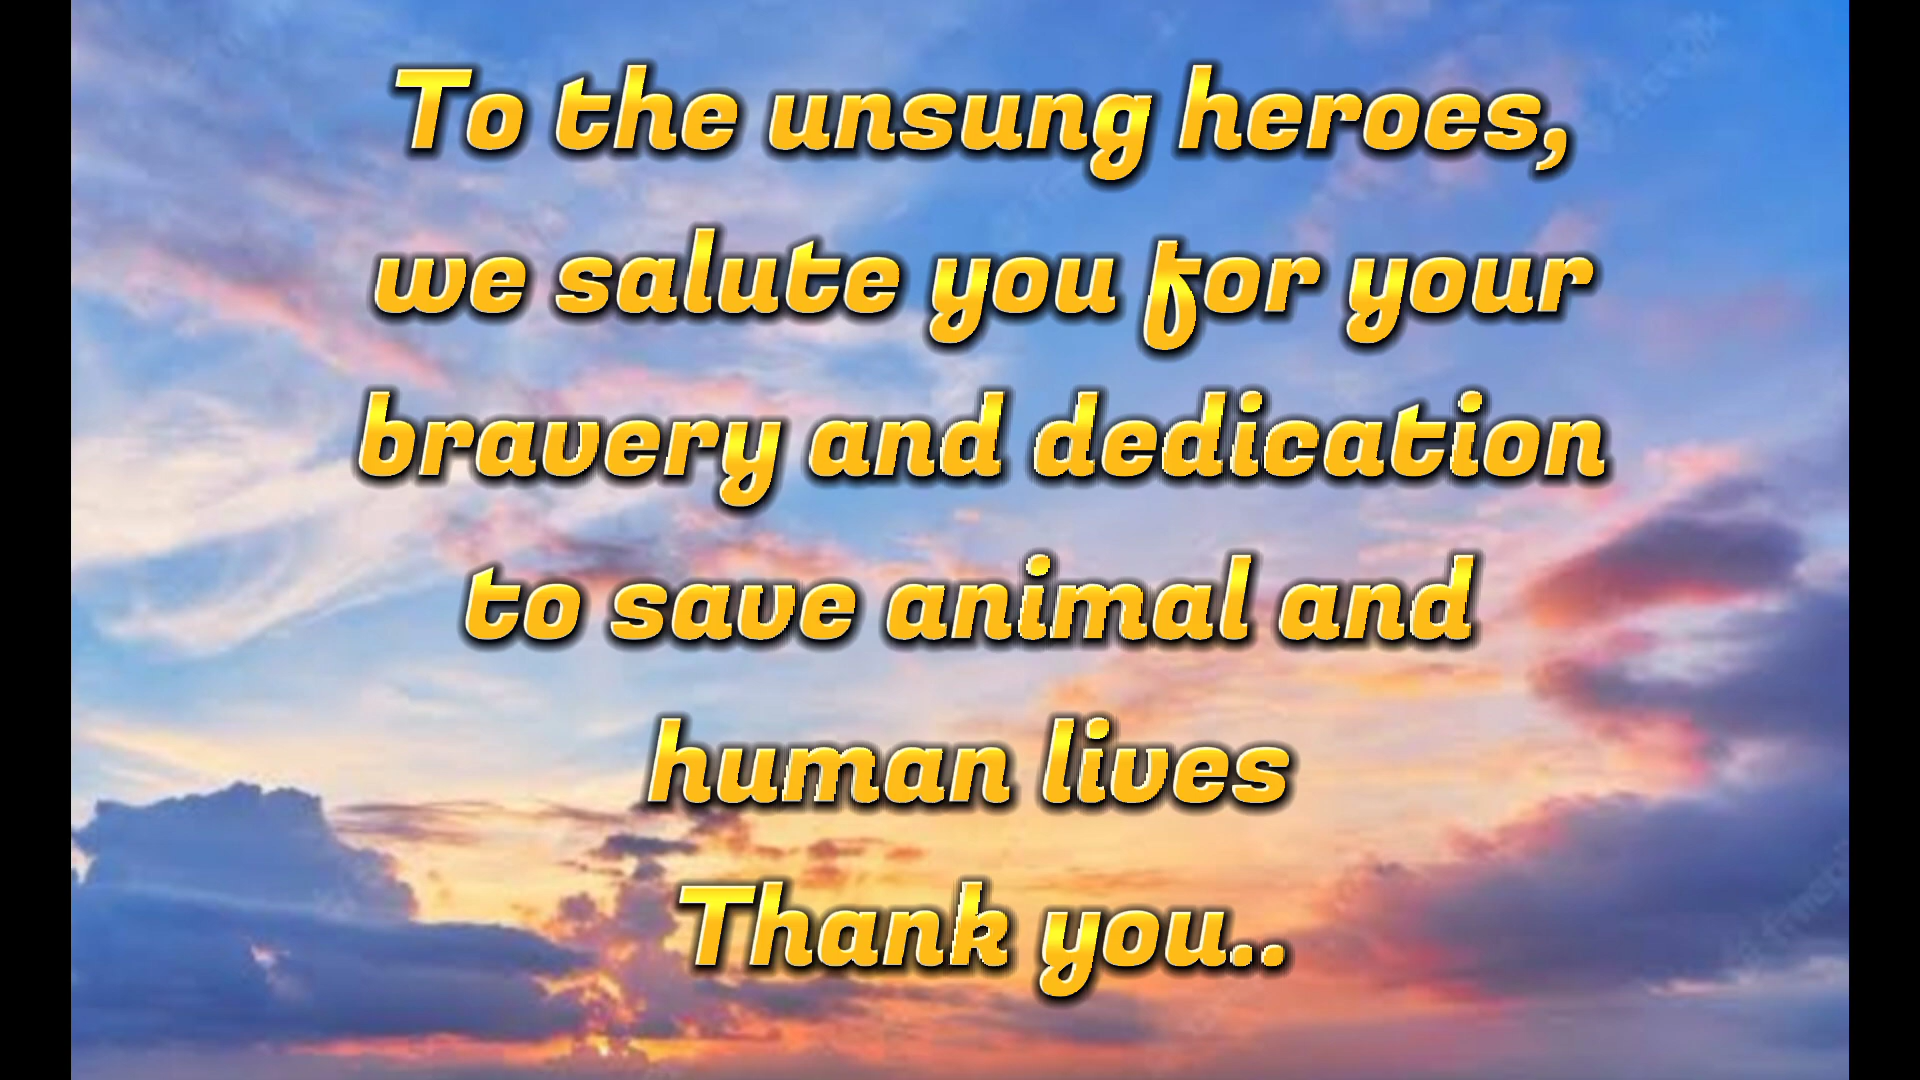 To the unsung heroes,
we salute you for your
bravery and dedication
to save animal and
human lives
Thank you..